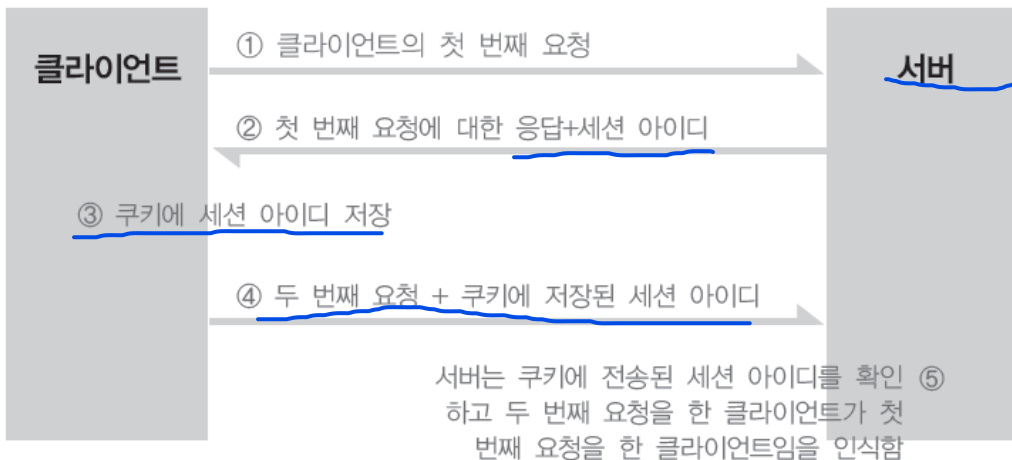 클라이언트
① 클라이언트의 첫 번째 요청
서버
② 첫 번째 요청에 대한 응답+세션 아이디
③ 쿠키에 세션 아이디 저장
④ 두 번째 요청 + 쿠키에 저장된 세션 아이디
서버는 쿠키에 전송된 세션 아이디를 확인 ⑤
하고 두 번째 요청을 한 클라이언트가 첫
번째 요청을 한 클라이언트임을 인식함